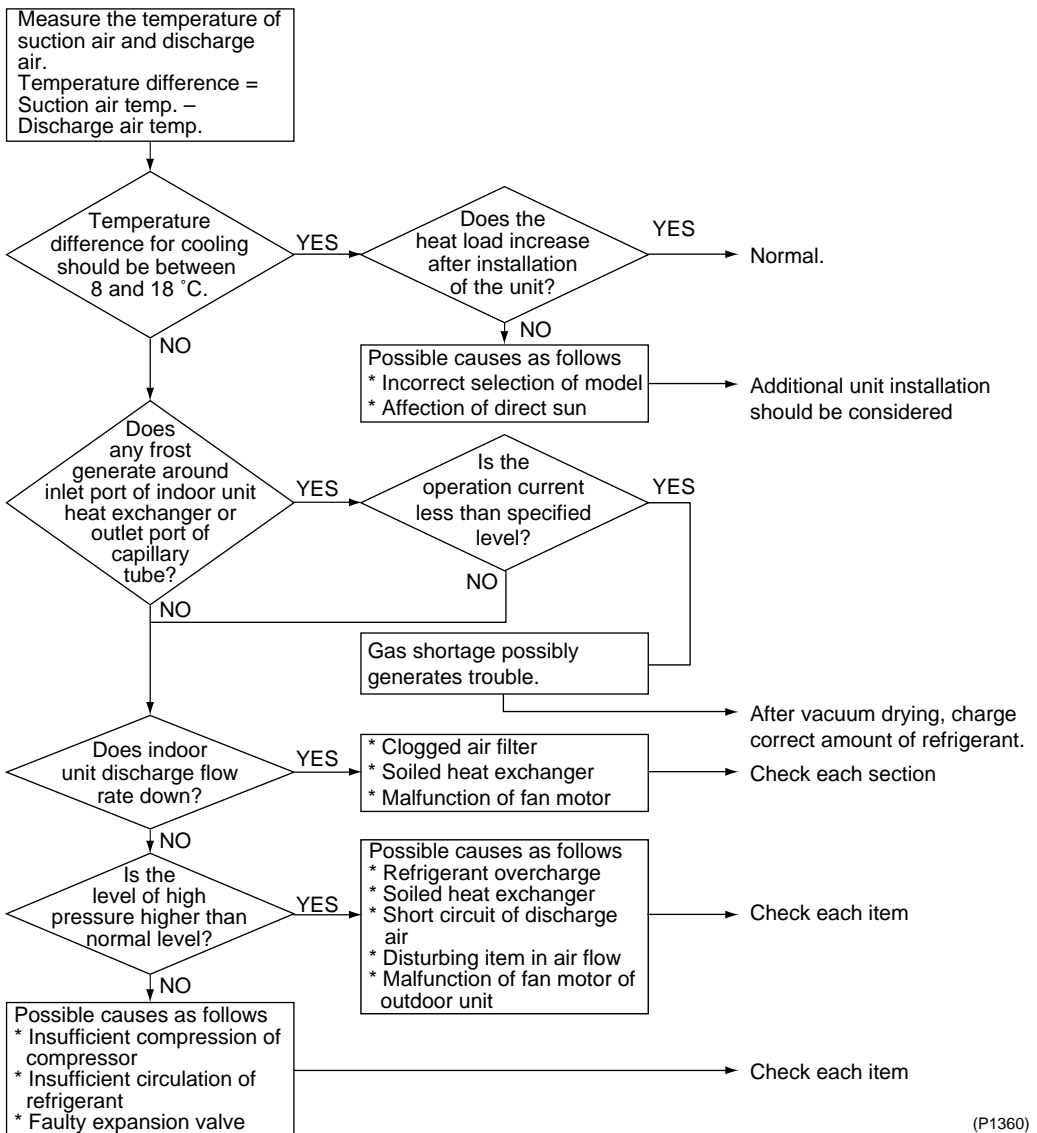 Measure the temperature of
suction air and discharge
air.
Temperature difference =
Suction air temp. –
Discharge air temp.
Temperature
difference for cooling
should be between
8 and 18 ˚C.
YES
NO
Does the
heat load increase
after installation
of the unit?
YES
Normal.
NO
Possible causes as follows
* Incorrect selection of model
* Affection of direct sun
Additional unit installation
should be considered
Does
any frost
generate around
inlet port of indoor unit
heat exchanger or
outlet port of
capillary
tube?
YES
NO
Is the
operation current
less than specified
level?
YES
NO
Gas shortage possibly
generates trouble.
After vacuum drying, charge
correct amount of refrigerant.
Does indoor
unit discharge flow
rate down?
YES
* Clogged air filter
* Soiled heat exchanger
* Malfunction of fan motor
Check each section
NO
Is the
level of high
pressure higher than
normal level?
YES
Possible causes as follows
* Refrigerant overcharge
* Soiled heat exchanger
* Short circuit of discharge
air
* Disturbing item in air flow
* Malfunction of fan motor of
outdoor unit
Check each item
NO
Possible causes as follows
* Insufficient compression of
compressor
* Insufficient circulation of
refrigerant
* Faulty expansion valve
Check each item
(P1360)